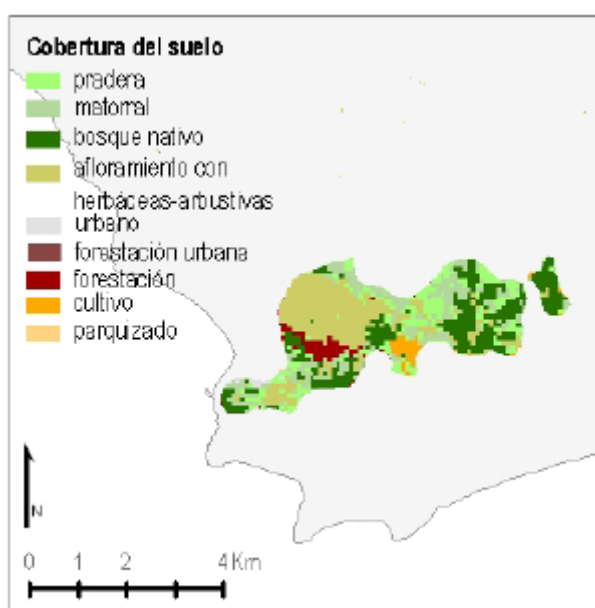 Cobertura del suelo
pradera
matorral
bosque nativo
afloramiento con
herbáceas-arbustivas
urbano
forestación urbana
forestación
cultivo
parquizado
N
0 1 2 4 Km